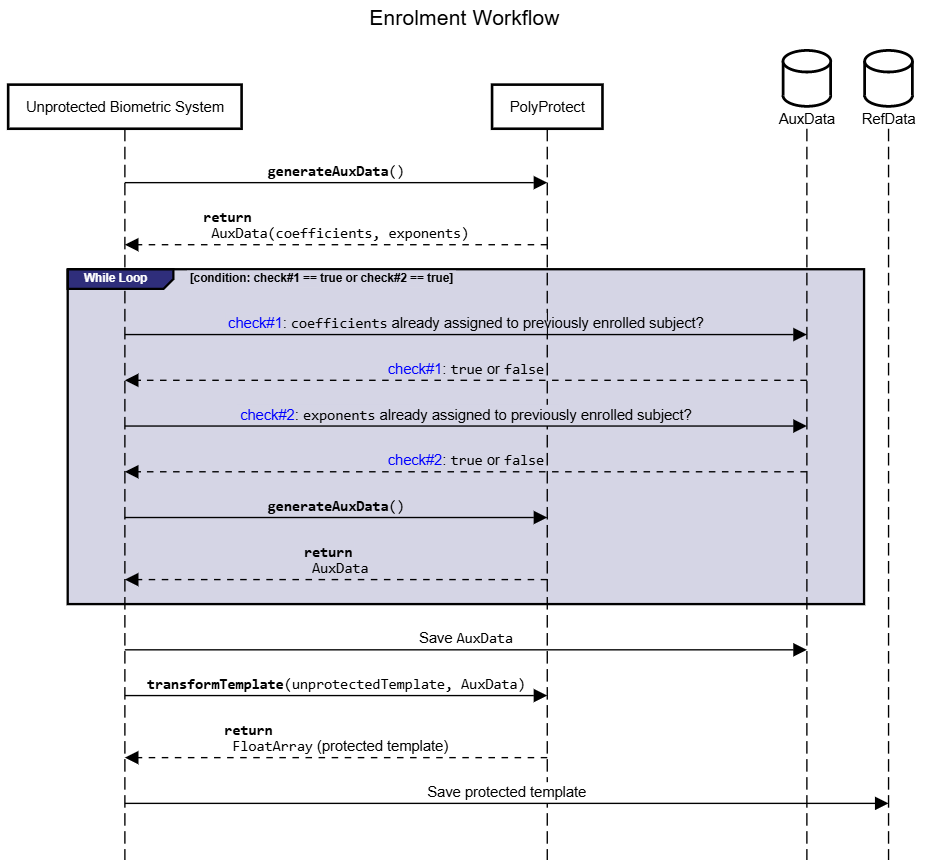 Enrolment Workflow
Unprotected Biometric System
PolyProtect
AuxData
RefData
generateAuxData()
return
AuxData(coefficients, exponents)
While Loop
[condition: check#1 == true or check#2 == true]
check#1: coefficients already assigned to previously enrolled subject?
check#1: true or false
check#2: exponents already assigned to previously enrolled subject?
check#2: true or false
generateAuxData()
return
AuxData
Save AuxData
transformTemplate(unprotectedTemplate, AuxData)
return
FloatArray (protected template)
Save protected template